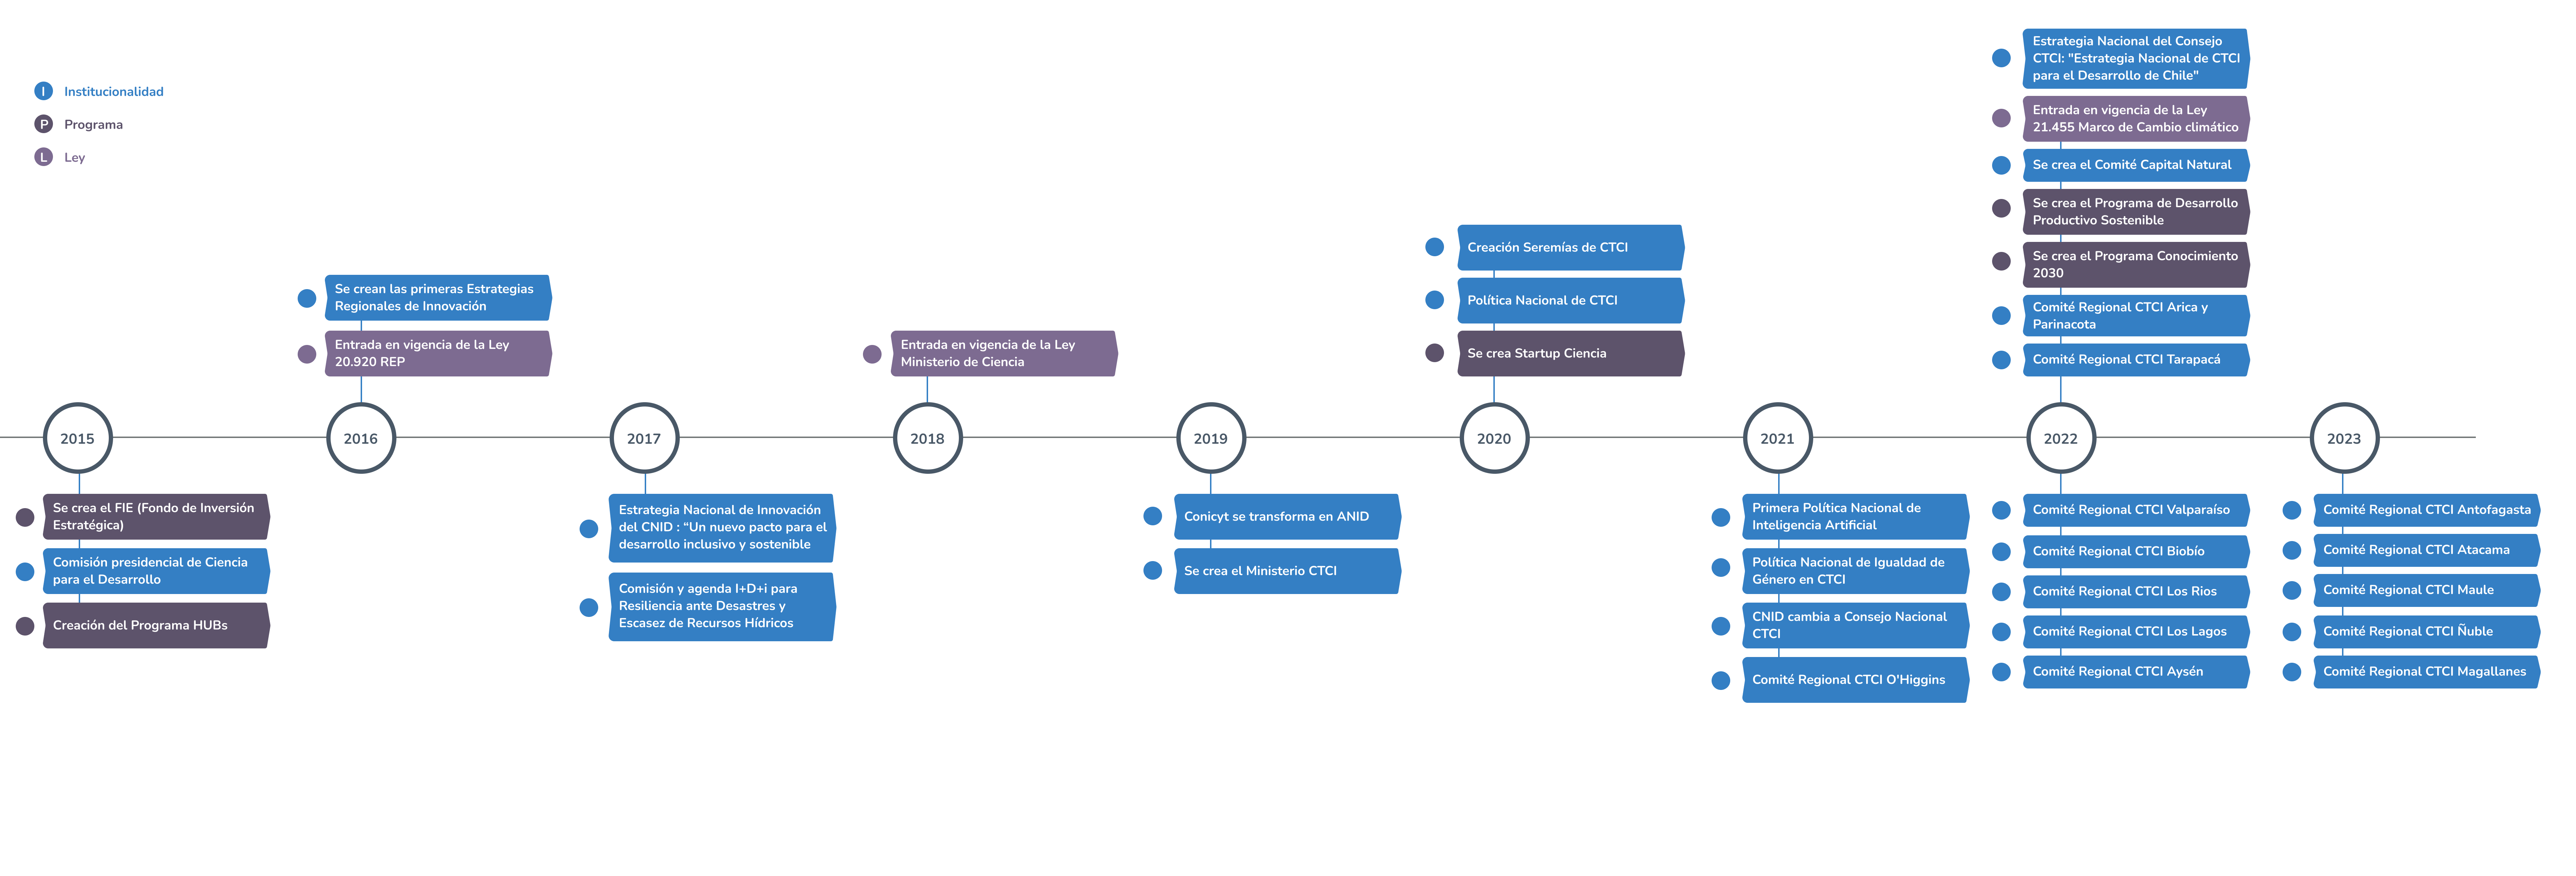 I Institucionalidad
P Programa
L Ley
2015
Se crea el FIE (Fondo de Inversión
Estratégica)
Comisión presidencial de Ciencia
para el Desarrollo
Creación del Programa HUBs
Se crean las primeras Estrategias
Regionales de Innovación
Entrada en vigencia de la Ley
20.920 REP
2016
2017
Estrategia Nacional de Innovación
del CNID : “Un nuevo pacto para el
desarrollo inclusivo y sostenible
Comisión y agenda I+D+i para
Resiliencia ante Desastres y
Escasez de Recursos Hídricos
Entrada en vigencia de la Ley
Ministerio de Ciencia
2018
2019
Conicyt se transforma en ANID
Se crea el Ministerio CTCI
Creación Seremías de CTCI
Política Nacional de CTCI
Se crea Startup Ciencia
2020
2021
Primera Política Nacional de
Inteligencia Artificial
Política Nacional de Igualdad de
Género en CTCI
CNID cambia a Consejo Nacional
CTCI
Comité Regional CTCI O'Higgins
Estrategia Nacional del Consejo
CTCI: "Estrategia Nacional de CTCI
para el Desarrollo de Chile"
Entrada en vigencia de la Ley
21.455 Marco de Cambio climático
Se crea el Comité Capital Natural
Se crea el Programa de Desarrollo
Productivo Sostenible
Se crea el Programa Conocimiento
2030
Comité Regional CTCI Arica y
Parinacota
Comité Regional CTCI Tarapacá
2022
Comité Regional CTCI Valparaíso
Comité Regional CTCI Biobío
Comité Regional CTCI Los Rios
Comité Regional CTCI Los Lagos
Comité Regional CTCI Aysén
2023
Comité Regional CTCI Antofagasta
Comité Regional CTCI Atacama
Comité Regional CTCI Maule
Comité Regional CTCI Ñuble
Comité Regional CTCI Magallanes